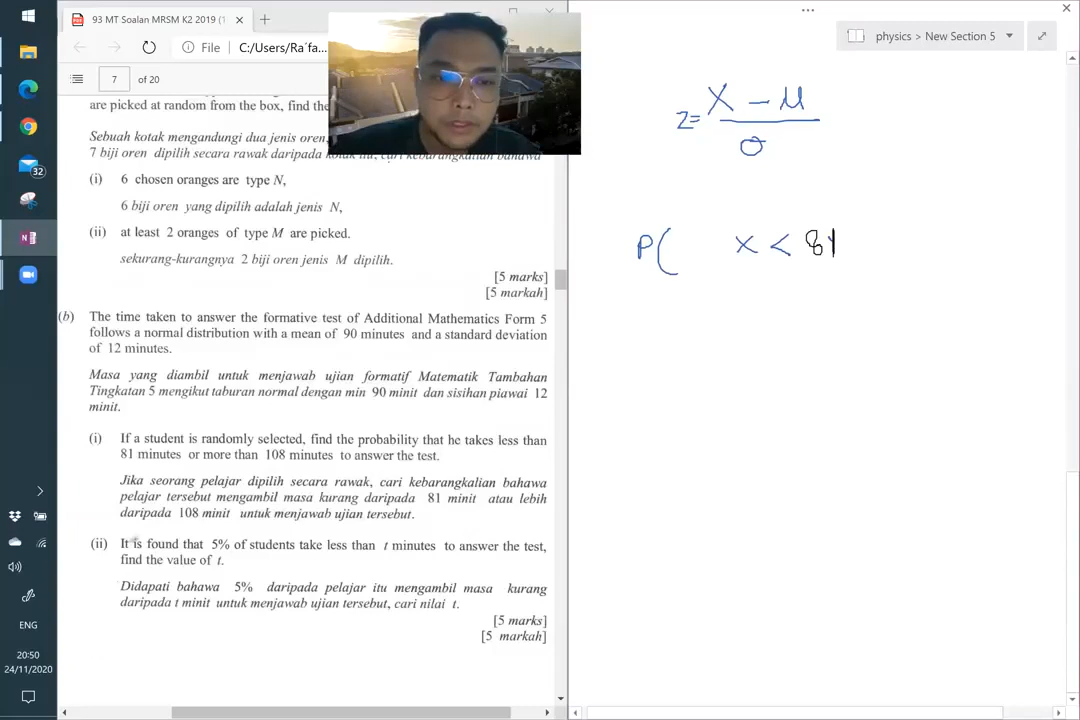 93 MT Soalan MRSM K2 2019 (1
File C:/Users/Ra´fa...
7 of 20
are picked at random from the box, find the
Sebuah kotak mengandungi dua jenis oren.
7 biji oren dipilih secara rawak daripada kotak itu, cari kebarangkalian bahawa
(i) 6 chosen oranges are type N,
6 biji oren yang dipilih adalah jenis N,
(ii) at least 2 oranges of type M are picked.
sekurang-kurangnya 2 biji oren jenis M dipilih.
[5 marks]
[5 markah]
(b) The time taken to answer the formative test of Additional Mathematics Form 5
follows a normal distribution with a mean of 90 minutes and a standard deviation
of 12 minutes.
Masa yang diambil untuk menjawab ujian formatif Matematik Tambahan
Tingkatan 5 mengikut taburan normal dengan min 90 minit dan sisihan piawai 12
minit.
(i) If a student is randomly selected, find the probability that he takes less than
81 minutes or more than 108 minutes to answer the test.
Jika seorang pelajar dipilih secara rawak, cari kebarangkalian bahawa
pelajar tersebut mengambil masa kurang daripada 81 minit atau lebih
daripada 108 minit untuk menjawab ujian tersebut.
(ii) It is found that 5% of students take less than t minutes to answer the test,
find the value of t.
Didapati bahawa 5% daripada pelajar itu mengambil masa kurang
daripada t minit untuk menjawab ujian tersebut, cari nilai t.
[5 marks]
[5 markah]
32
ENG
20:50
24/11/2020
physics > New Section 5
z = X - μ
σ
P( x < 81